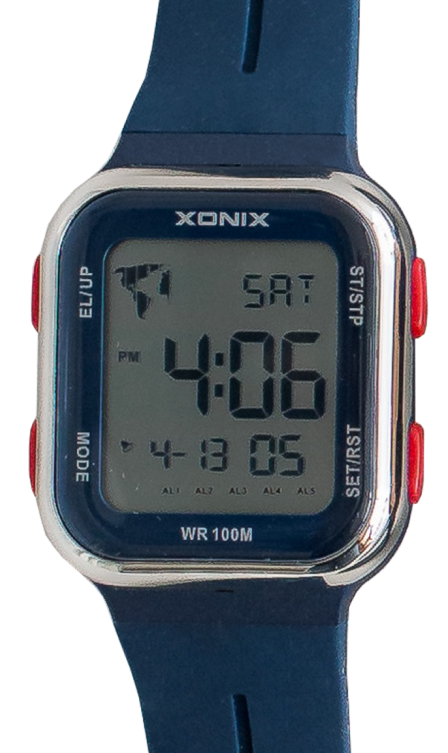 XONIX
EL/UP
ST/STP
SAT
PM 4:06
4-13 05
AL1 AL2 AL3 AL4 AL5
MODE
SET/RST
WR 100M